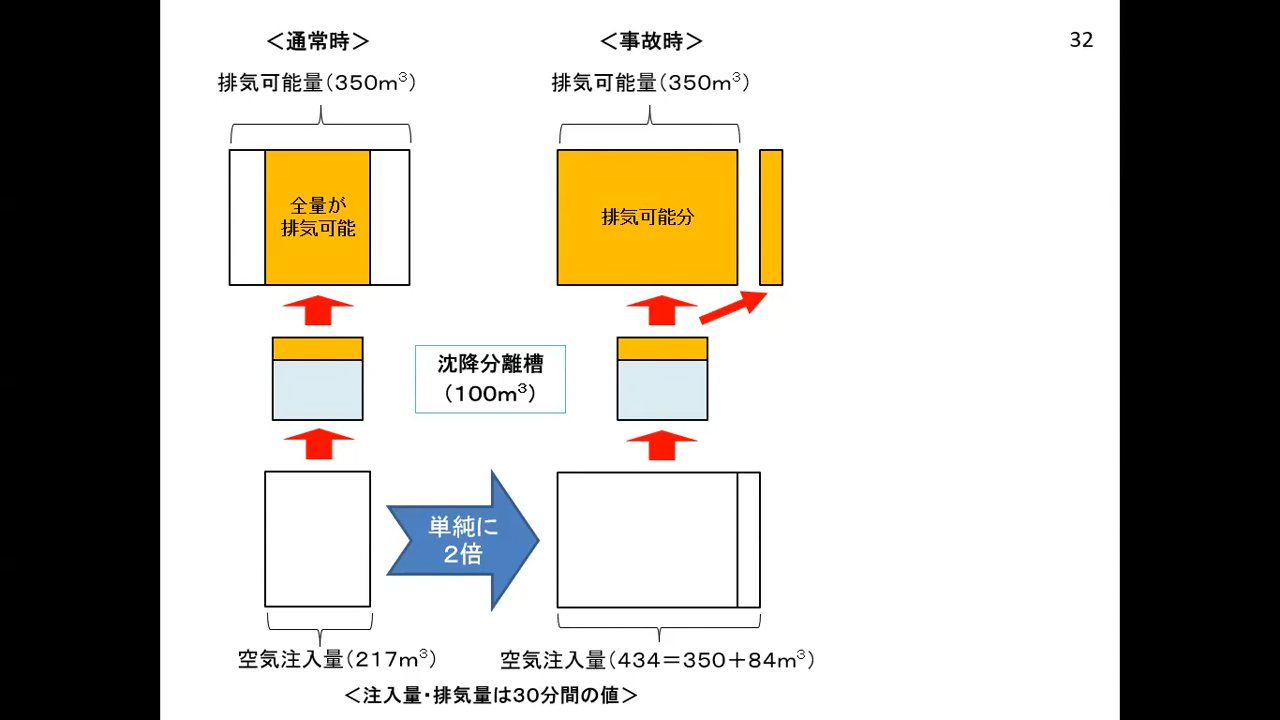 32
＜通常時＞
排気可能量（350ｍ³）
全量が
排気可能
＜事故時＞
排気可能量（350ｍ³）
排気可能分
沈降分離槽
（100ｍ³）
単純に
２倍
空気注入量（217ｍ³）
空気注入量（434＝350＋84ｍ³）
＜注入量・排気量は30分間の値＞